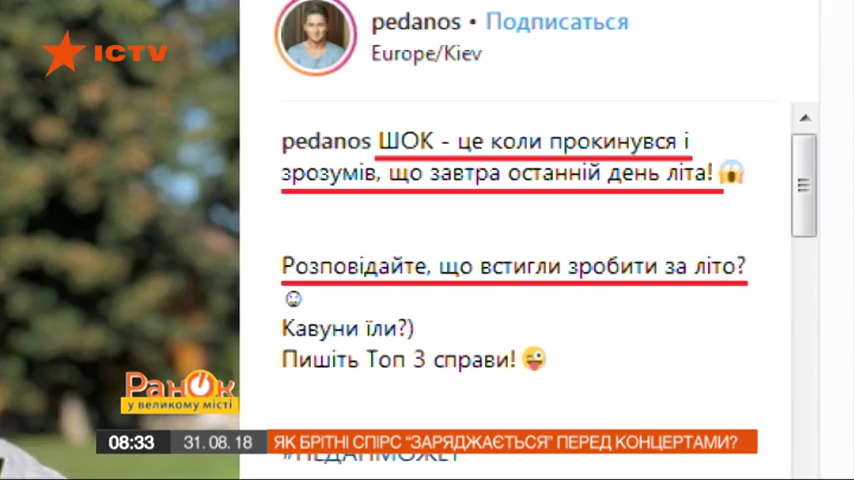 ICTV
pedanos • Подписаться
Europe/Kiev
pedanos ШОК - це коли прокинувся і
зрозумів, що завтра останній день літа! 😱
Розповідайте, що встигли зробити за літо?
Кавуни їли?)
Пишіть Топ 3 справи! 😜
РанОк
у великому місті
08:33 31.08.18 ЯК БРІТНІ СПІРС "ЗАРЯДЖАЄТЬСЯ" ПЕРЕД КОНЦЕРТАМИ?